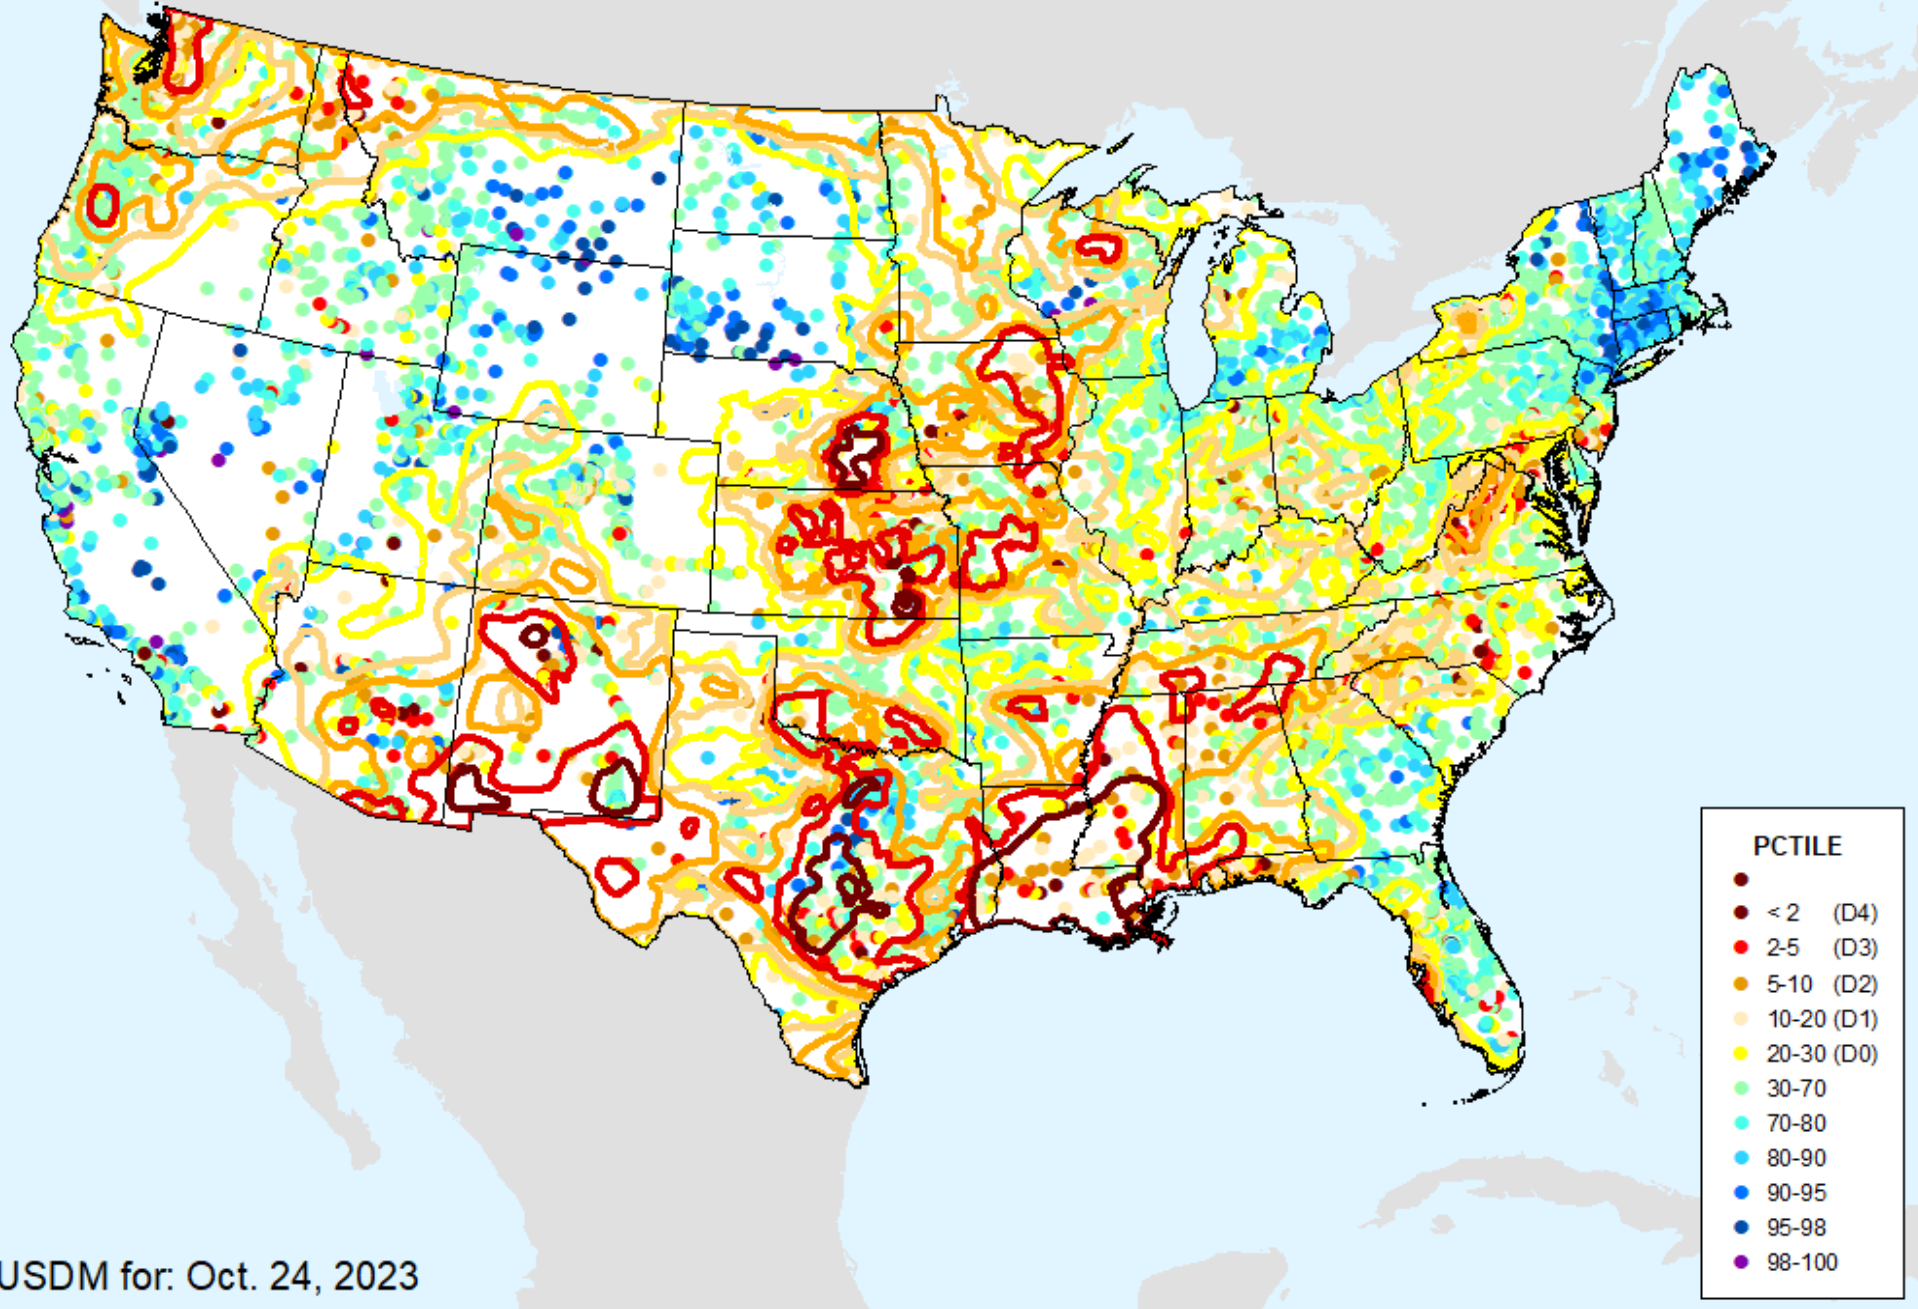 PCTILE
< 2 (D4)
2-5 (D3)
5-10 (D2)
10-20 (D1)
20-30 (D0)
30-70
70-80
80-90
90-95
95-98
98-100
USDM for: Oct. 24, 2023